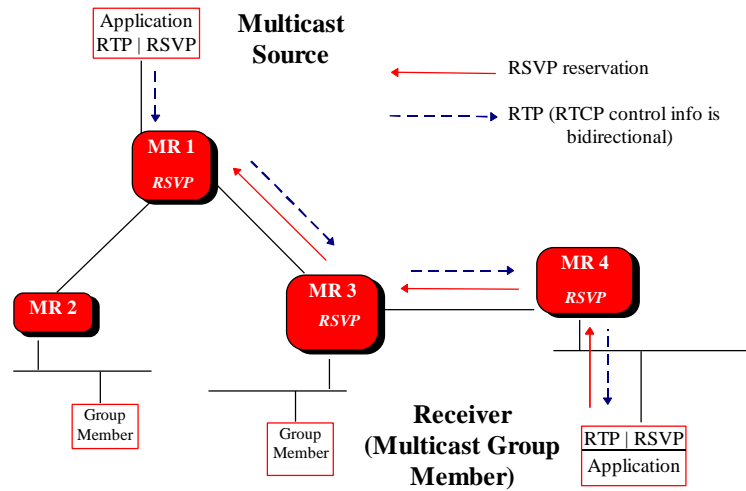 Application
RTP | RSVP
Multicast
Source
RSVP reservation
RTP (RTCP control info is
bidirectional)
MR 1
RSVP
MR 2
MR 3
RSVP
MR 4
RSVP
Group
Member
Group
Member
Receiver
(Multicast Group
Member)
RTP | RSVP
Application